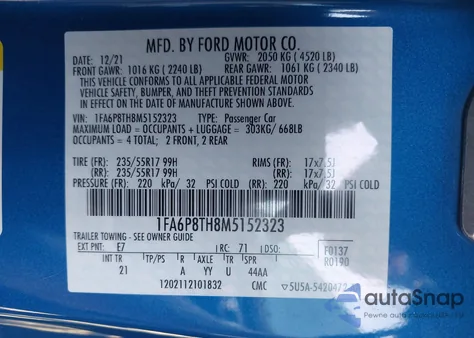 MFD. BY FORD MOTOR CO.
12/21 GVWR: 2050 KG ( 4520 LB)
FRONT GAWR: 1016 KG ( 2240 LB) REAR GAWR: 1061 KG ( 2340 LB)
THIS VEHICLE CONFORMS TO ALL APPLICABLE FEDERAL MOTOR
VEHICLE SAFETY, BUMPER, AND THEFT PREVENTION STANDARDS
IN EFFECT ON THE DATE OF MANUFACTURE SHOWN ABOVE.
VIN: 1FA6P8TH8M5152323 TYPE: Passenger Car
MAXIMUM LOAD = OCCUPANTS + LUGGAGE = 303KG/ 668LB
OCCUPANTS = 4 TOTAL; 2 FRONT, 2 REAR
TIRE (FR): 235/55R17 99H RIMS (FR): 17x7.5J
(RR): 235/55R17 99H (RR): 17x7.5J
PRESSURE (FR): 220 kPa/ 32 PSI COLD (RR): 220 kPa/ 32 PSI COLD
1FA6P8TH8M5152323
TRAILER TOWING - SEE OWNER GUIDE
EXT PNT: E7 RC: 71 DSO: F0137
R0190
INT TR TP/PS R AXLE TR SPR
21 A YY U 44AA
1202112101832 CMC 5U5A-5420472
autoSnap
Pewne auto